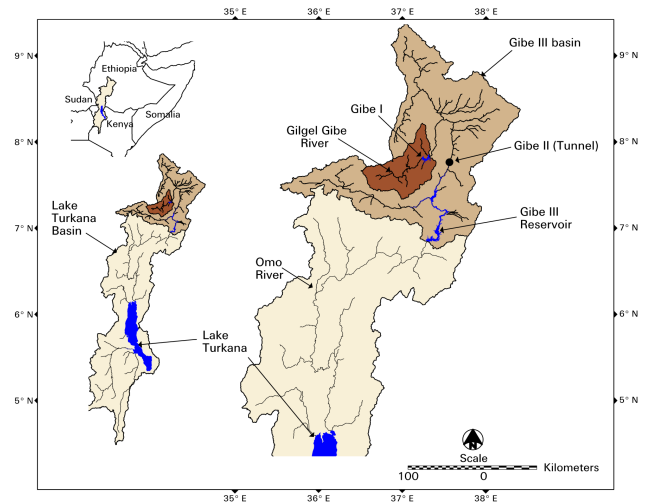 35° E
36° E
37° E
38° E
9° N
9° N
Gibe III basin
Ethiopia
Sudan
Kenya
Somalia
Gibe I
Gilgel Gibe
River
Gibe II (Tunnel)
8° N
8° N
Lake
Turkana
Basin
Gibe III
Reservoir
7° N
7° N
Omo
River
6° N
6° N
Lake
Turkana
5° N
5° N
N
Scale
100
0
Kilometers
35° E
36° E
37° E
38° E